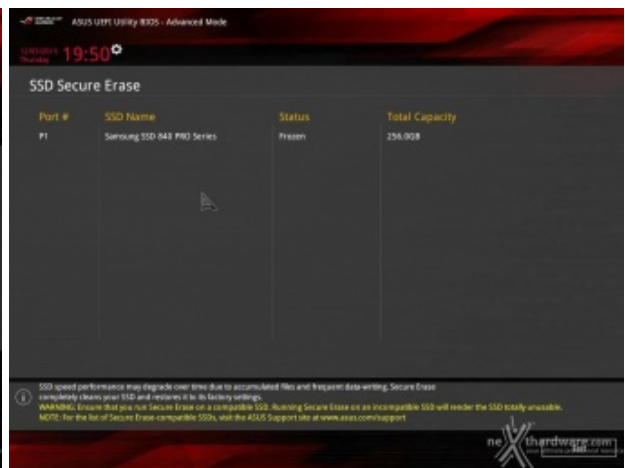 ASUS UEFI Utility BIOS - Advanced Mode
12/03/2015
Thursday
19:50
SSD Secure Erase
Port # SSD Name Status Total Capacity
P1 Samsung SSD 840 PRO Series Frozen 256.0GB
SSD speed performance may degrade over time due to accumulated files and frequent data-writing. Secure Erase
completely cleans your SSD and restores it to its factory settings.
WARNING: Ensure that you run Secure Erase on a compatible SSD. Running Secure Erase on an incompatible SSD will render the SSD totally unusable.
NOTE: For the list of Secure Erase-compatible SSDs, visit the ASUS Support site at www.asus.com/support
nexthardware.com